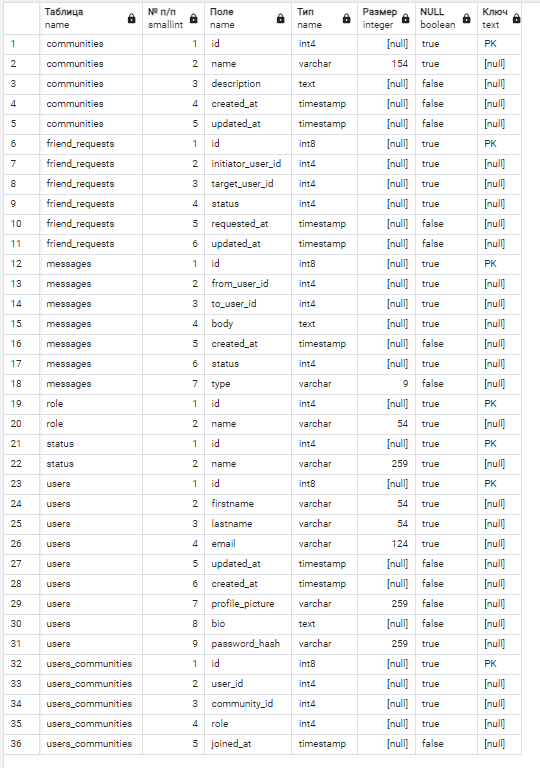 Таблица № п/п Поле Тип Размер NULL Ключ
name smallint name name integer boolean text
1 communities 1 id int4 [null] true PK
2 communities 2 name varchar 154 true [null]
3 communities 3 description text [null] false [null]
4 communities 4 created_at timestamp [null] false [null]
5 communities 5 updated_at timestamp [null] false [null]
6 friend_requests 1 id int8 [null] true PK
7 friend_requests 2 initiator_user_id int4 [null] true [null]
8 friend_requests 3 target_user_id int4 [null] true [null]
9 friend_requests 4 status int4 [null] true [null]
10 friend_requests 5 requested_at timestamp [null] false [null]
11 friend_requests 6 updated_at timestamp [null] false [null]
12 messages 1 id int8 [null] true PK
13 messages 2 from_user_id int4 [null] true [null]
14 messages 3 to_user_id int4 [null] true [null]
15 messages 4 body text [null] true [null]
16 messages 5 created_at timestamp [null] false [null]
17 messages 6 status int4 [null] true [null]
18 messages 7 type varchar 9 false [null]
19 role 1 id int4 [null] true PK
20 role 2 name varchar 54 true [null]
21 status 1 id int4 [null] true PK
22 status 2 name varchar 259 true [null]
23 users 1 id int8 [null] true PK
24 users 2 firstname varchar 54 true [null]
25 users 3 lastname varchar 54 true [null]
26 users 4 email varchar 124 true [null]
27 users 5 updated_at timestamp [null] false [null]
28 users 6 created_at timestamp [null] false [null]
29 users 7 profile_picture varchar 259 false [null]
30 users 8 bio text [null] false [null]
31 users 9 password_hash varchar 259 true [null]
32 users_communities 1 id int8 [null] true PK
33 users_communities 2 user_id int4 [null] true [null]
34 users_communities 3 community_id int4 [null] true [null]
35 users_communities 4 role int4 [null] true [null]
36 users_communities 5 joined_at timestamp [null] false [null]